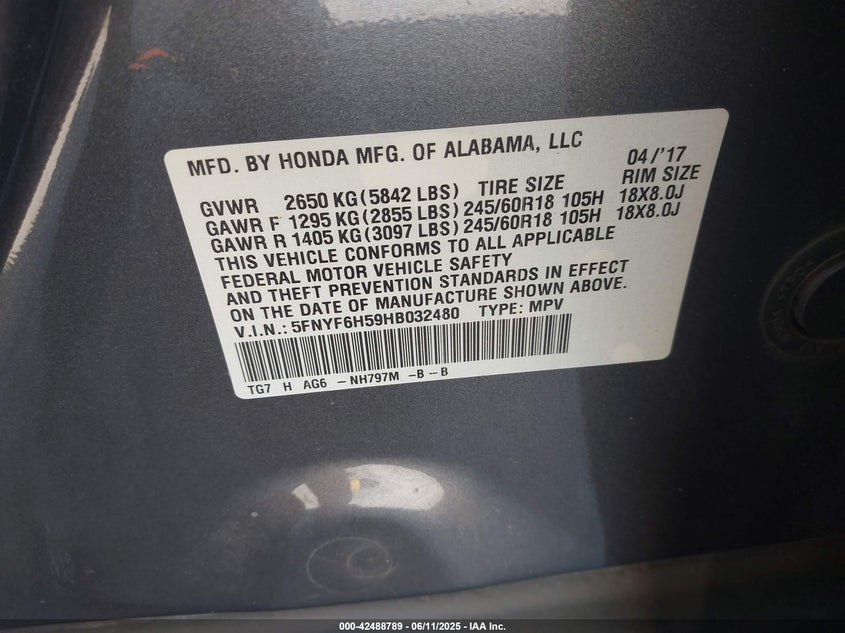 MFD. BY HONDA MFG. OF ALABAMA, LLC 04/'17
GVWR 2650 KG(5842 LBS) TIRE SIZE RIM SIZE
GAWR F 1295 KG(2855 LBS) 245/60R18 105H 18X8.0J
GAWR R 1405 KG(3097 LBS) 245/60R18 105H 18X8.0J
THIS VEHICLE CONFORMS TO ALL APPLICABLE
FEDERAL MOTOR VEHICLE SAFETY
AND THEFT PREVENTION STANDARDS IN EFFECT
ON THE DATE OF MANUFACTURE SHOWN ABOVE.
V.I.N.: 5FNYF6H59HB032480 TYPE: MPV
TG7 H AG6 -NH797M -B--B
000-42488789 - 06/11/2025 - IAA Inc.